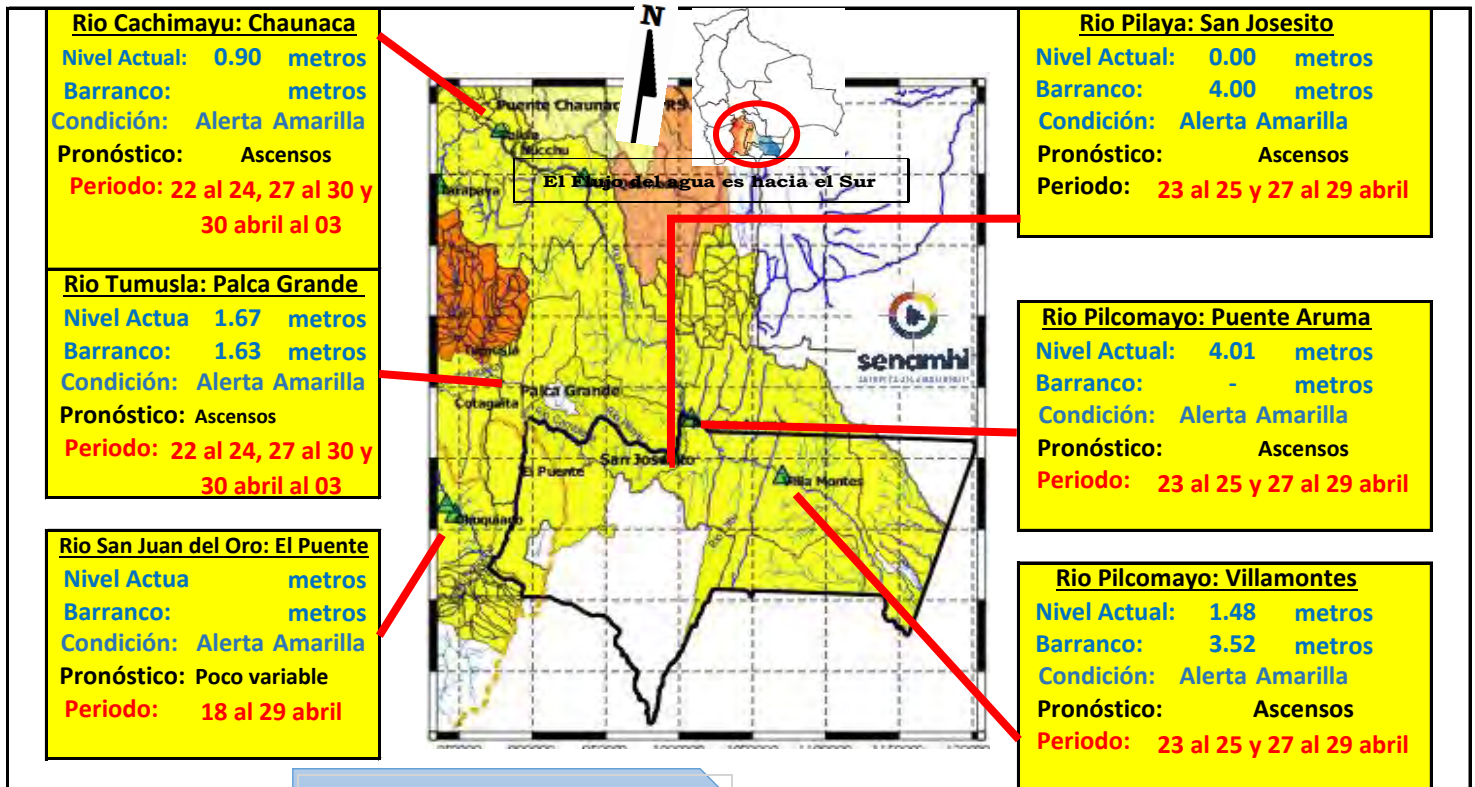 Rio Cachimayu: Chaunaca
Nivel Actual: 0.90 metros
Barranco: metros
Condición: Alerta Amarilla
Pronóstico: Ascensos
Periodo: 22 al 24, 27 al 30 y
30 abril al 03
Rio Tumusla: Palca Grande
Nivel Actua 1.67 metros
Barranco: 1.63 metros
Condición: Alerta Amarilla
Pronóstico: Ascensos
Periodo: 22 al 24, 27 al 30 y
30 abril al 03
Rio San Juan del Oro: El Puente
Nivel Actua metros
Barranco: metros
Condición: Alerta Amarilla
Pronóstico: Poco variable
Periodo: 18 al 29 abril
N
Puente Chaunac
El Flujo del agua es hacia el Sur
Tarapaya
Tumusla
Palca Grande
Cotagaita
San Josesito
El Puente
Villa Montes
Chuquiago
senamhi
Rio Pilaya: San Josesito
Nivel Actual: 0.00 metros
Barranco: 4.00 metros
Condición: Alerta Amarilla
Pronóstico: Ascensos
Periodo: 23 al 25 y 27 al 29 abril
Rio Pilcomayo: Puente Aruma
Nivel Actual: 4.01 metros
Barranco: - metros
Condición: Alerta Amarilla
Pronóstico: Ascensos
Periodo: 23 al 25 y 27 al 29 abril
Rio Pilcomayo: Villamontes
Nivel Actual: 1.48 metros
Barranco: 3.52 metros
Condición: Alerta Amarilla
Pronóstico: Ascensos
Periodo: 23 al 25 y 27 al 29 abril